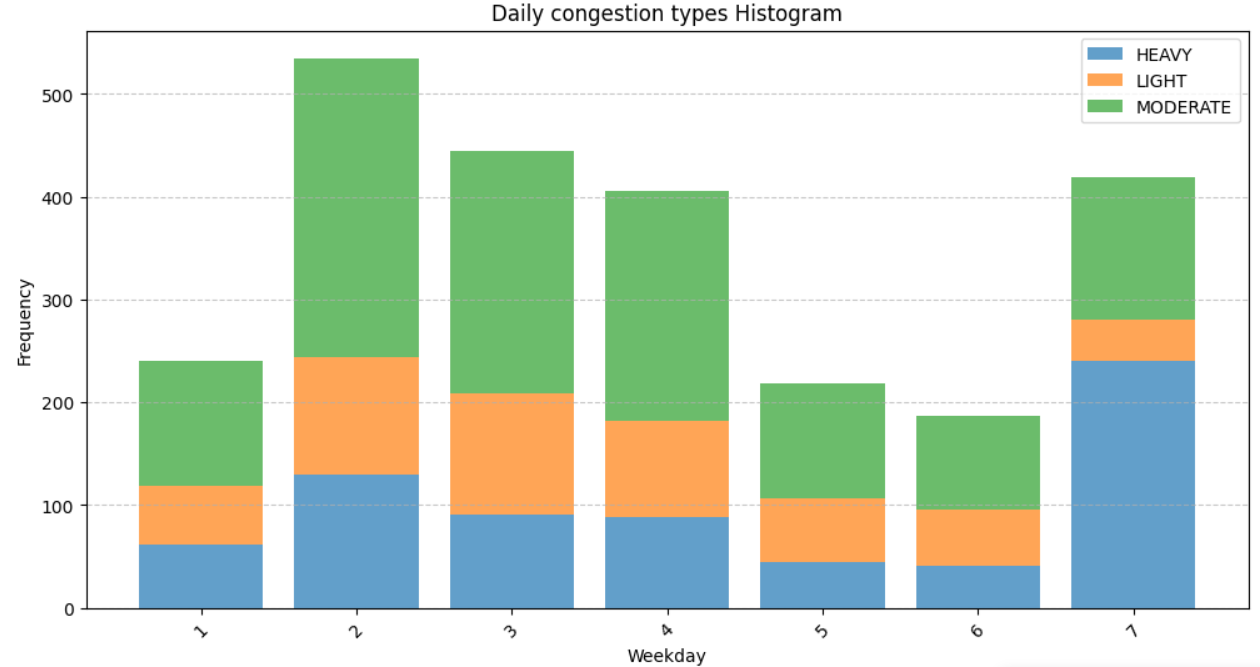 Daily congestion types Histogram
HEAVY
LIGHT
MODERATE
500
400
300
200
100
0
Frequency
1 2 3 4 5 6 7
Weekday